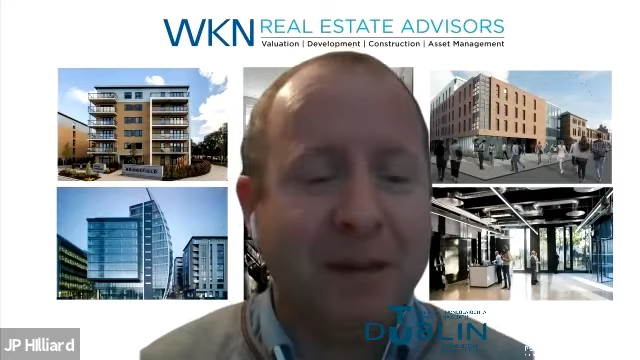 WKN REAL ESTATE ADVISORS
Valuation | Development | Construction | Asset Management
DUBLIN
JP Hilliard